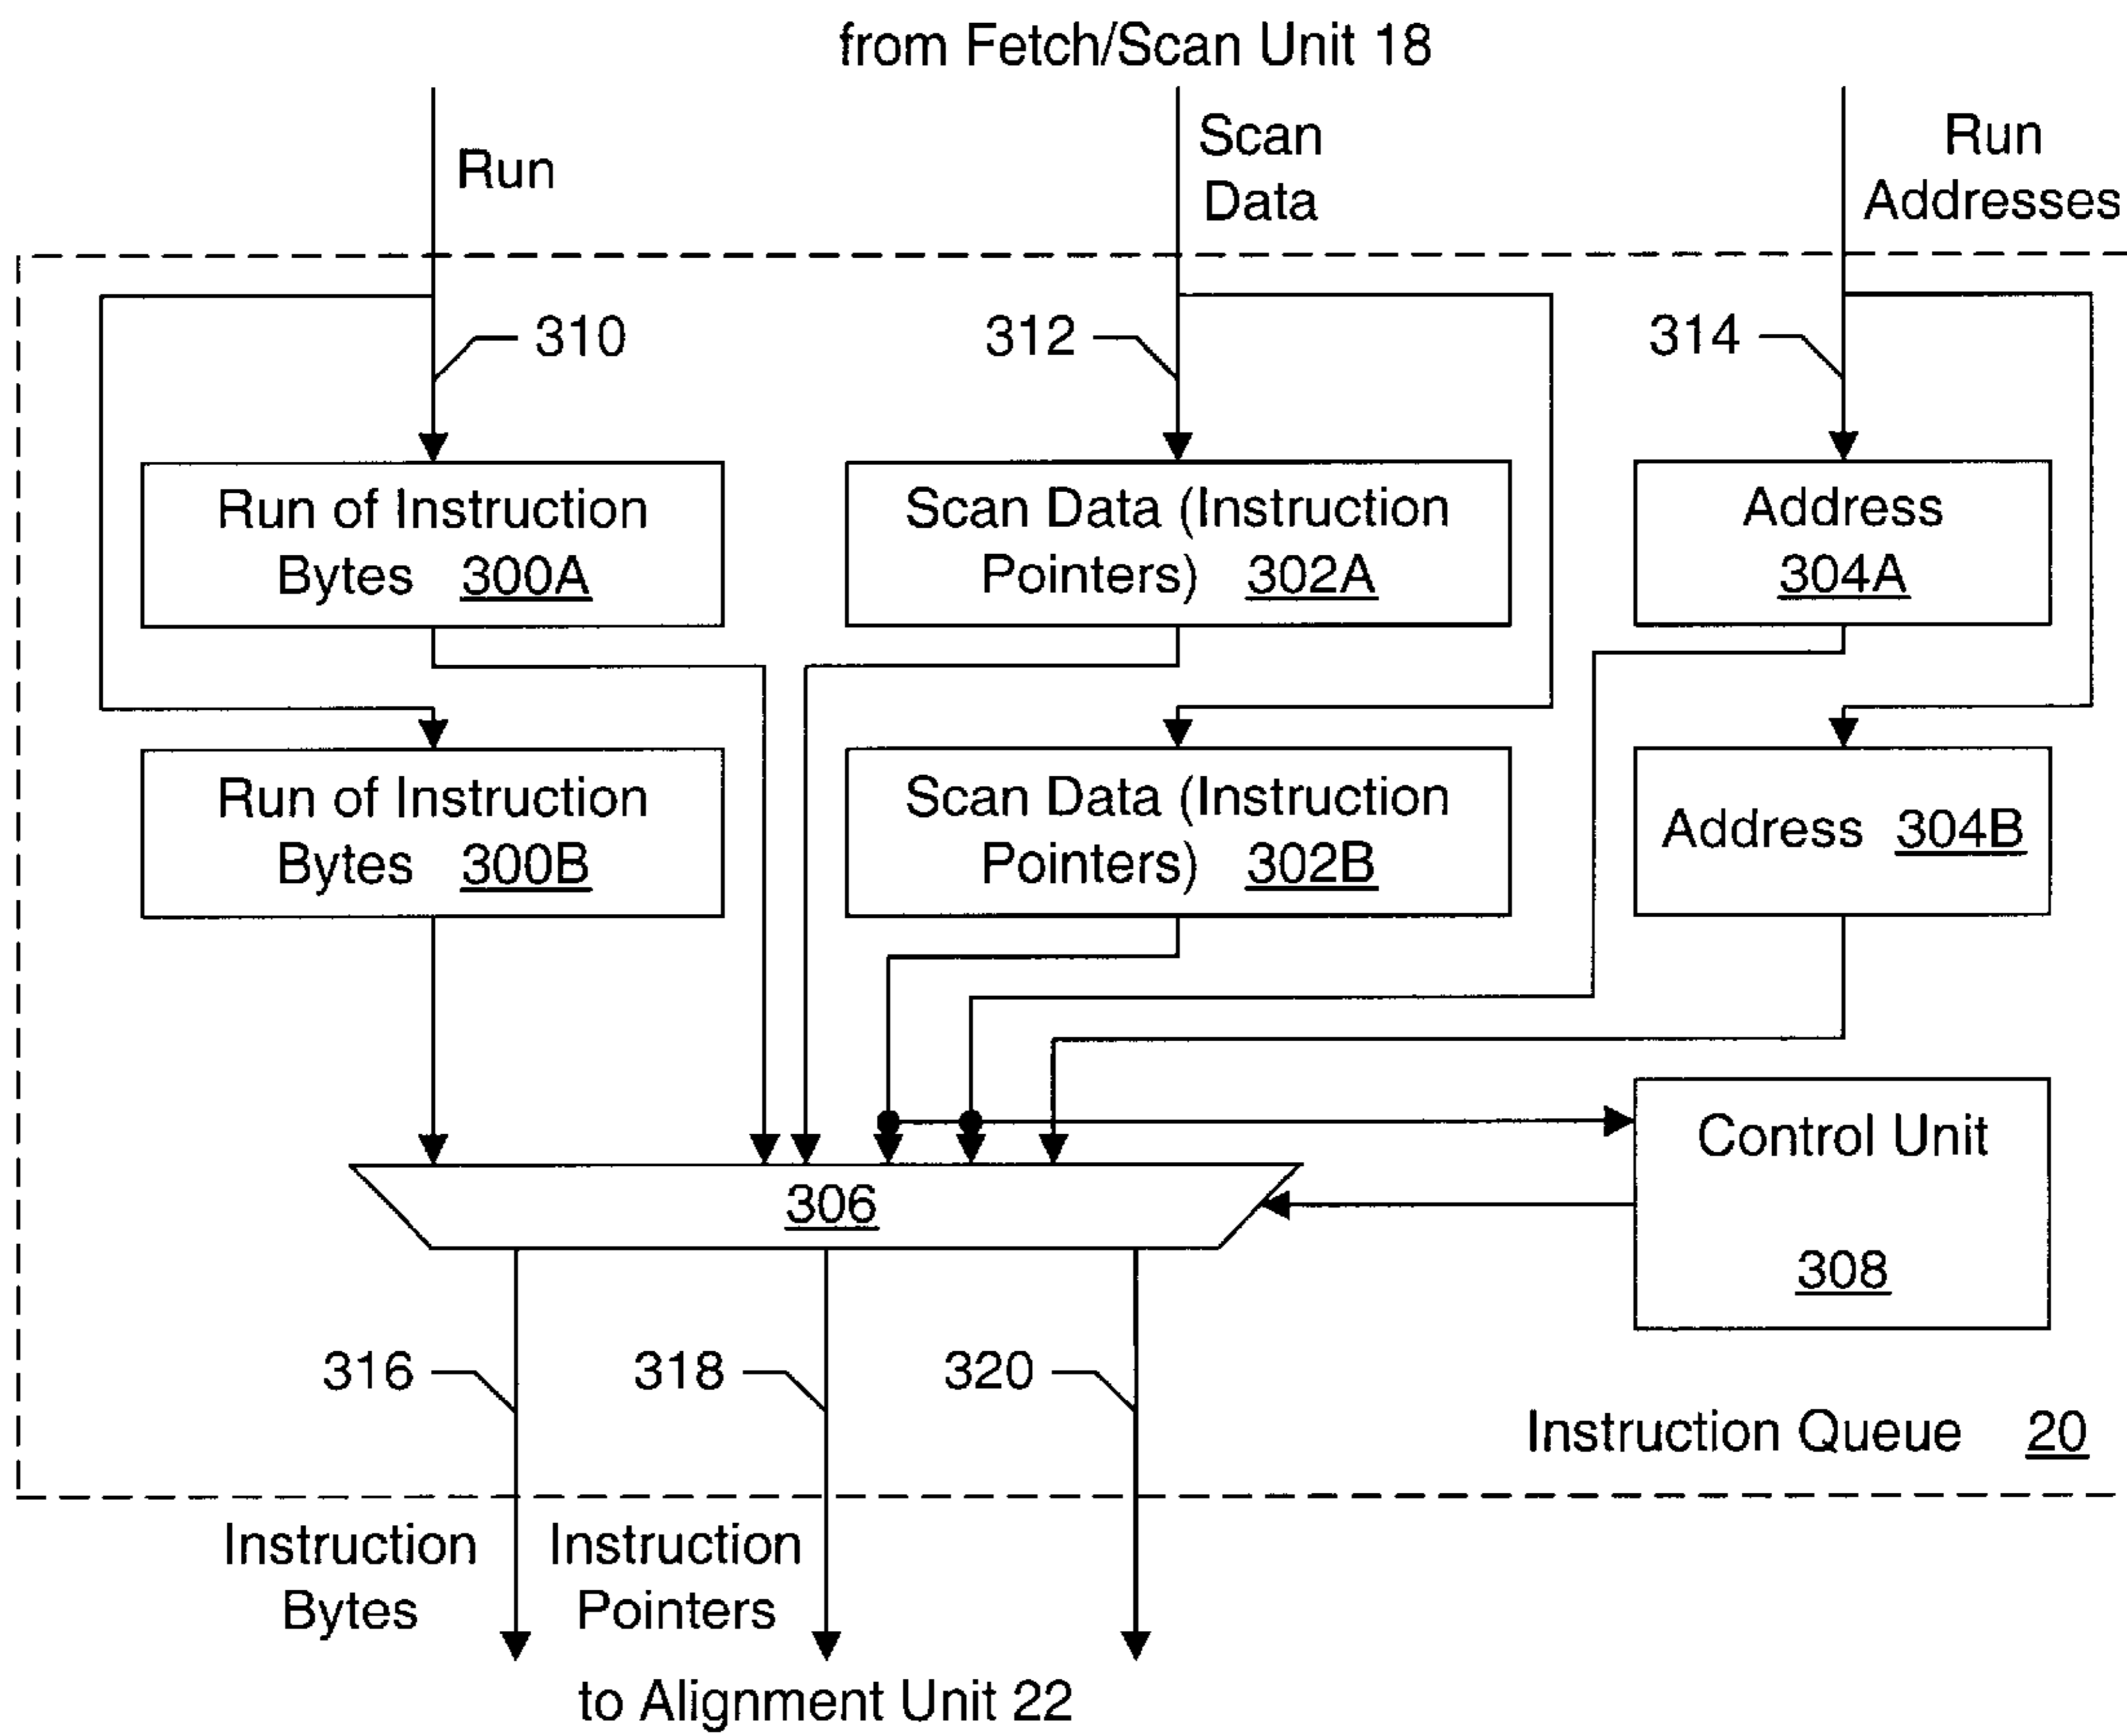 from Fetch/Scan Unit 18
Run
Scan
Data
Run
Addresses
310
312
314
Run of Instruction
Bytes 300A
Scan Data (Instruction
Pointers) 302A
Address
304A
Run of Instruction
Bytes 300B
Scan Data (Instruction
Pointers) 302B
Address 304B
Control Unit
308
306
316
318
320
Instruction Queue 20
Instruction
Bytes
Instruction
Pointers
to Alignment Unit 22